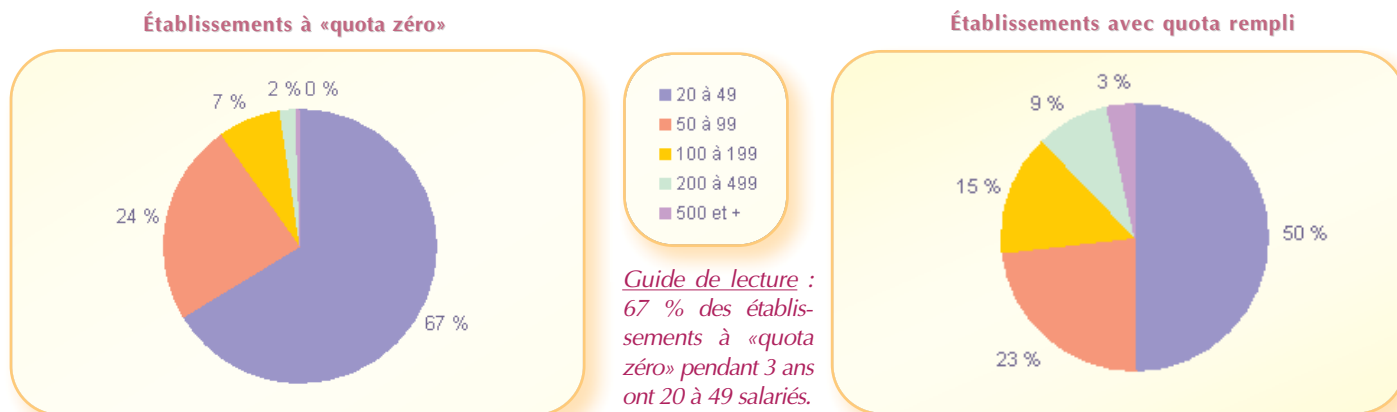 Établissements à «quota zéro»
2 % 0 %
7 %
24 %
67 %
20 à 49
50 à 99
100 à 199
200 à 499
500 et +
Guide de lecture :
67 % des établis-
sements à «quota
zéro» pendant 3 ans
ont 20 à 49 salariés.
Établissements avec quota rempli
3 %
9 %
15 %
50 %
23 %